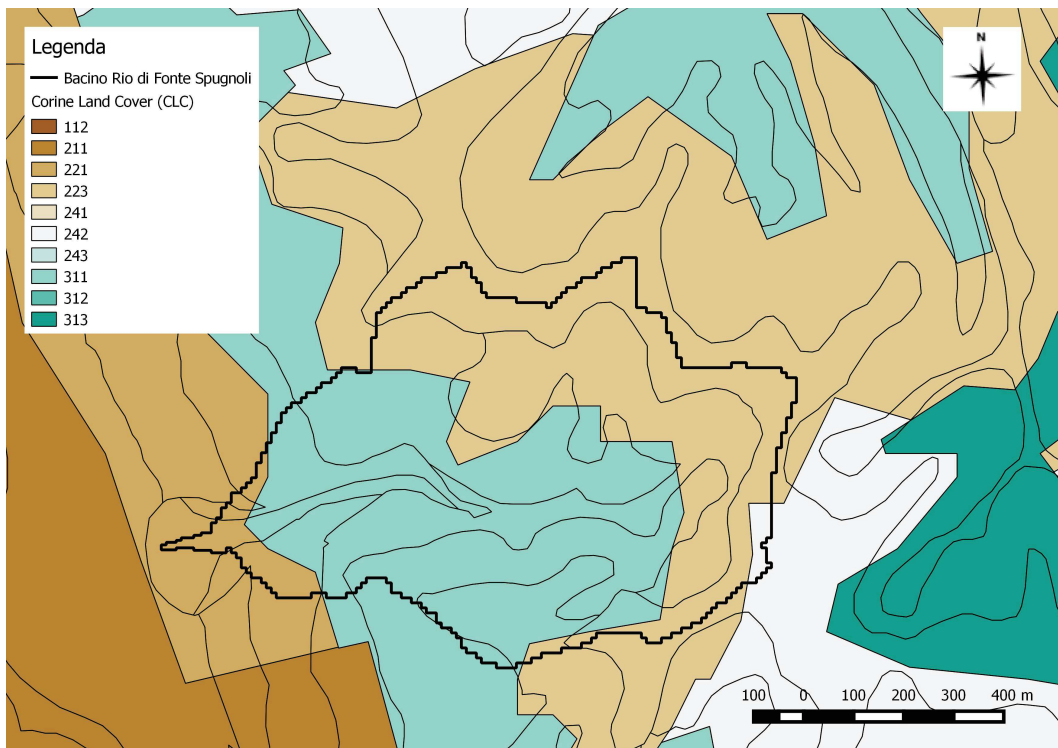 Legenda
Bacino Rio di Fonte Spugnoli
Corine Land Cover (CLC)
112
211
221
223
241
242
243
311
312
313
N
100 0 100 200 300 400 m